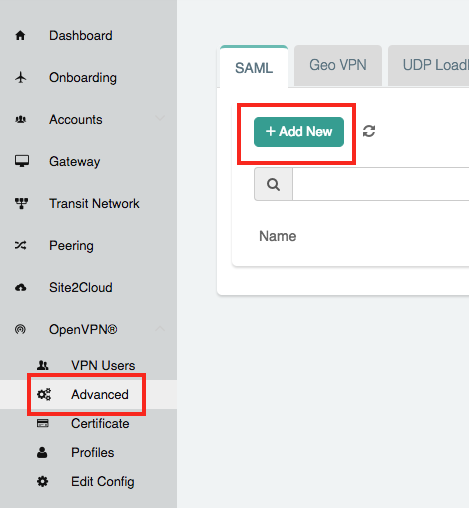 Dashboard
Onboarding
Accounts
Gateway
Transit Network
Peering
Site2Cloud
OpenVPN®
VPN Users
Advanced
Certificate
Profiles
Edit Config
SAML
Geo VPN
UDP Load
+ Add New
Name